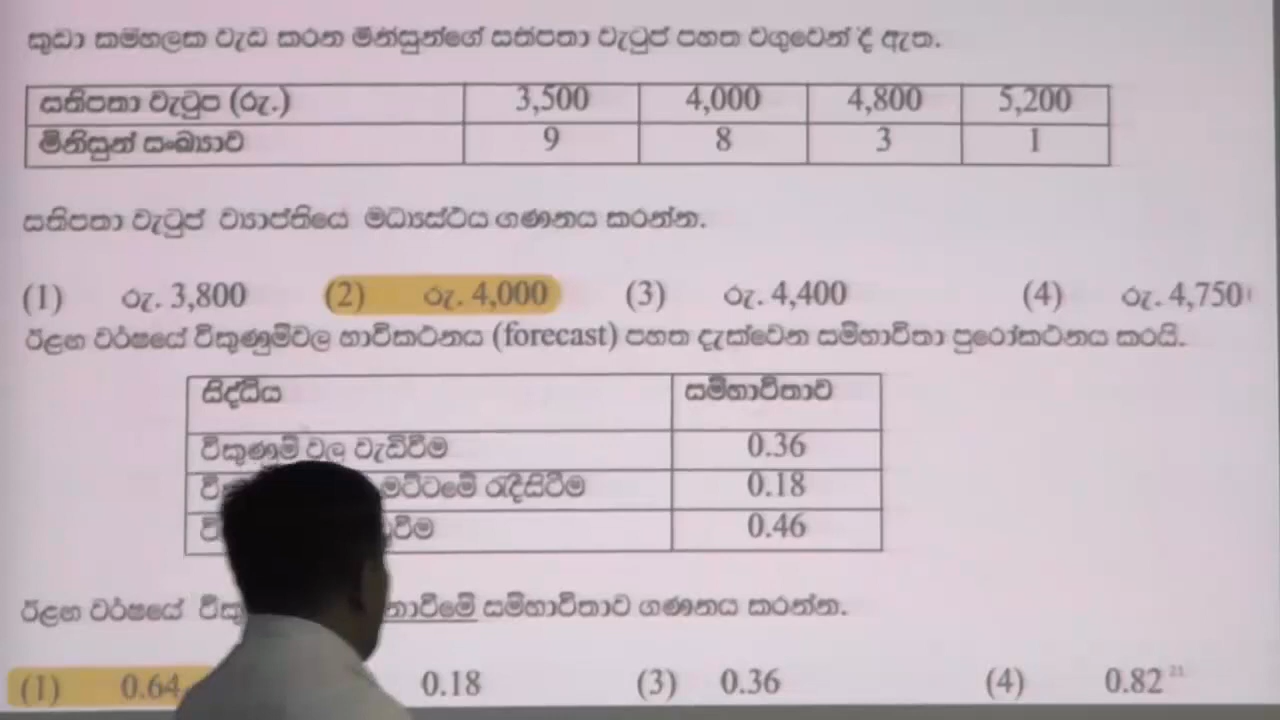 කුඩා කම්හලක වැඩ කරන මිනිසුන්ගේ සතිපතා වැටුප් පහත වගුවෙන් දී ඇත.
සතිපතා වැටුප (රු.) 3,500 4,000 4,800 5,200
මිනිසුන් සංඛ්‍යාව 9 8 3 1
සතිපතා වැටුප් ව්‍යාප්තියේ මධ්‍යස්ථය ගණනය කරන්න.
(1) රු. 3,800 (2) රු. 4,000 (3) රු. 4,400 (4) රු. 4,750
ඊළඟ වර්ෂයේ විකුණුම්වල භාවිකථනය (forecast) පහත දැක්වෙන සම්භාවිතා පුරෝකථනය කරයි.
සිද්ධිය සම්භාවිතාව
විකුණුම් වල වැඩිවීම 0.36
මට්ටමේ රැඳීසිටීම 0.18
0.46
ඊළඟ වර්ෂයේ සම්භාවිතාව ගණනය කරන්න.
(1) 0.64 0.18 (3) 0.36 (4) 0.82 21